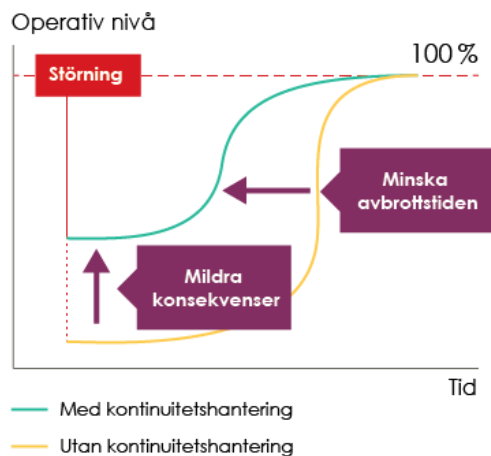 Operativ nivå
100 %
Störning
Minska
avbrottstiden
Mildra
konsekvenser
Tid
Med kontinuitetshantering
Utan kontinuitetshantering